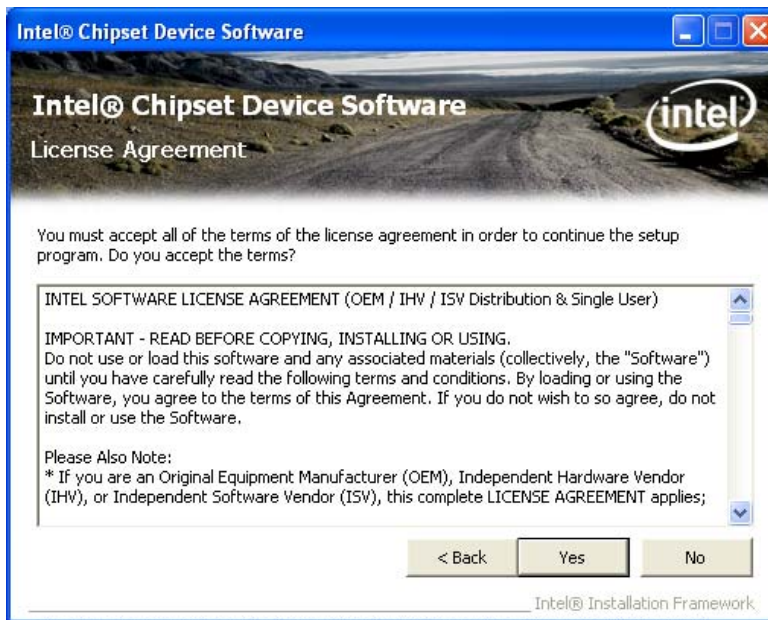 Intel® Chipset Device Software
Intel® Chipset Device Software
intel®
License Agreement
You must accept all of the terms of the license agreement in order to continue the setup
program. Do you accept the terms?
INTEL SOFTWARE LICENSE AGREEMENT (OEM / IHV / ISV Distribution & Single User)
IMPORTANT - READ BEFORE COPYING, INSTALLING OR USING.
Do not use or load this software and any associated materials (collectively, the "Software")
until you have carefully read the following terms and conditions. By loading or using the
Software, you agree to the terms of this Agreement. If you do not wish to so agree, do not
install or use the Software.
Please Also Note:
* If you are an Original Equipment Manufacturer (OEM), Independent Hardware Vendor
(IHV), or Independent Software Vendor (ISV), this complete LICENSE AGREEMENT applies;
< Back Yes No
Intel® Installation Framework